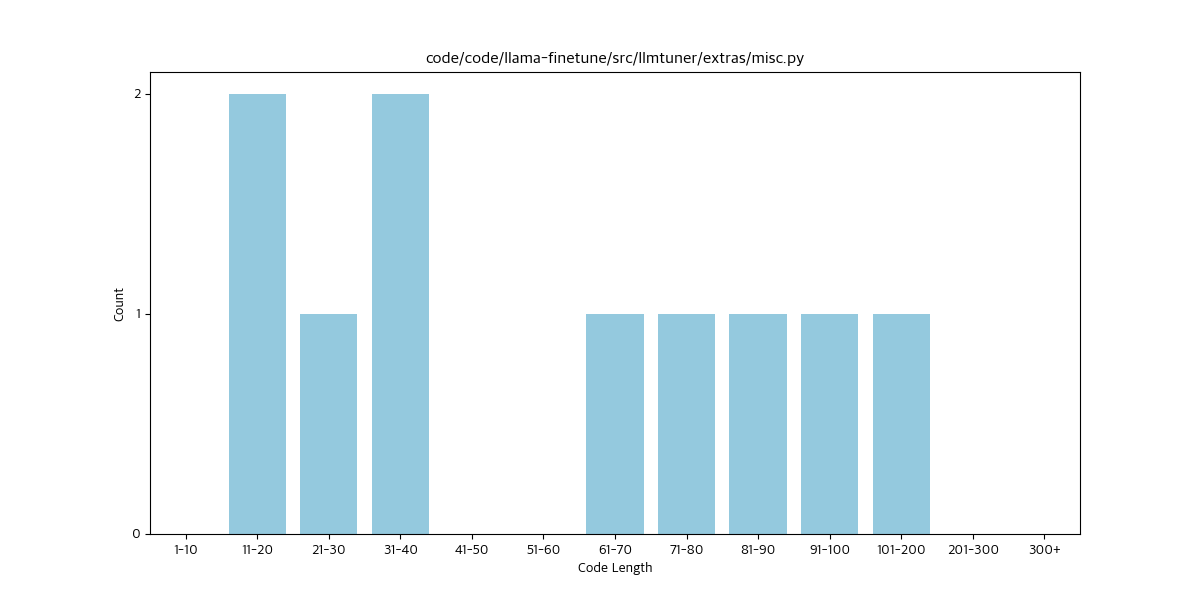 code/code/llama-finetune/src/llmtuner/extras/misc.py
2
1
0
Count
1-10 11-20 21-30 31-40 41-50 51-60 61-70 71-80 81-90 91-100 101-200 201-300 300+
Code Length